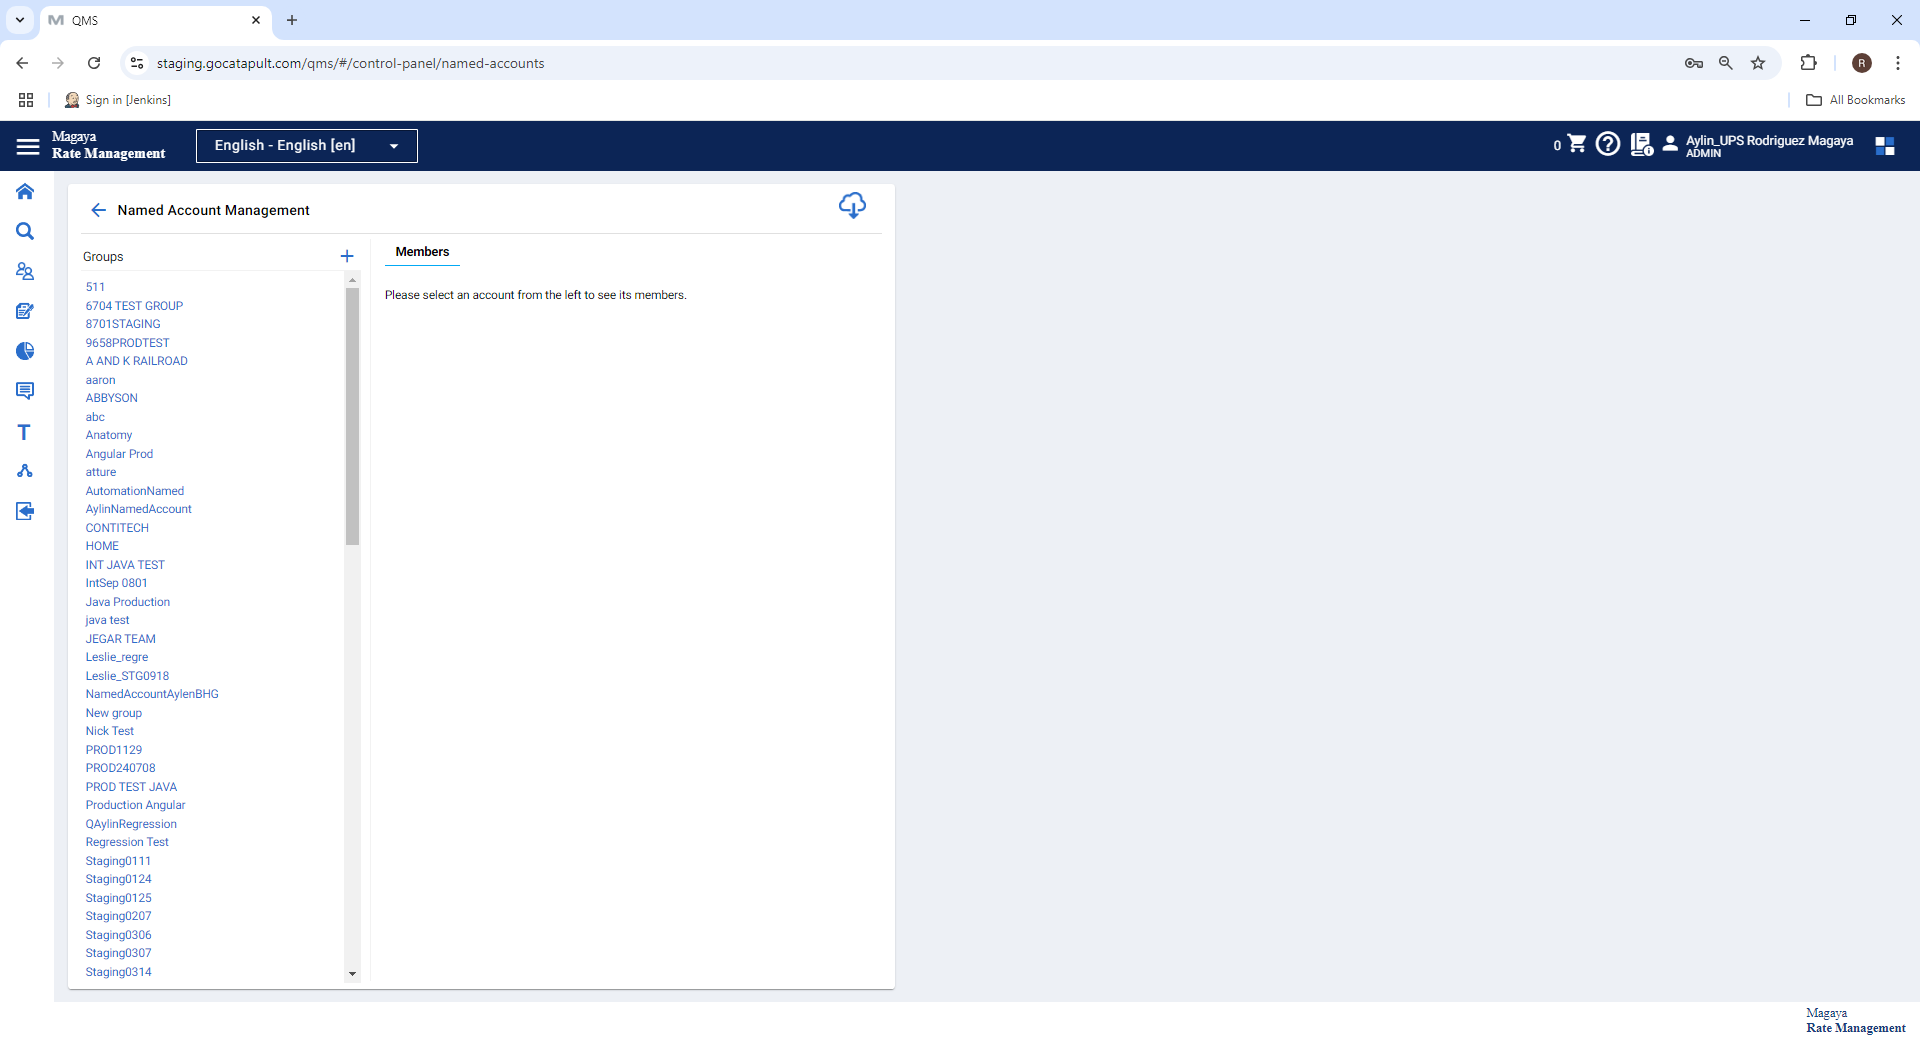 QMS
staging.gocatapult.com/qms/#/control-panel/named-accounts
R
Sign in [Jenkins]
All Bookmarks
Magaya
Rate Management
English - English [en]
0
Aylin_UPS Rodriguez Magaya
ADMIN
Named Account Management
Groups
Members
Please select an account from the left to see its members.
511
6704 TEST GROUP
8701STAGING
9658PRODTEST
A AND K RAILROAD
aaron
ABBYSON
abc
Anatomy
Angular Prod
atture
AutomationNamed
AylinNamedAccount
CONTITECH
HOME
INT JAVA TEST
IntSep 0801
Java Production
java test
JEGAR TEAM
Leslie_regre
Leslie_STG0918
NamedAccountAylenBHG
New group
Nick Test
PROD1129
PROD240708
PROD TEST JAVA
Production Angular
QAylinRegression
Regression Test
Staging0111
Staging0124
Staging0125
Staging0207
Staging0306
Staging0307
Staging0314
Magaya
Rate Management